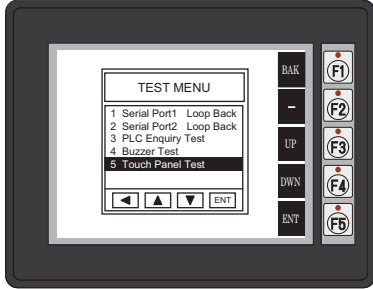 TEST MENU
1 Serial Port1 Loop Back
2 Serial Port2 Loop Back
3 PLC Enquiry Test
4 Buzzer Test
5 Touch Panel Test
ENT
BAK
-
UP
DWN
ENT
F1
F2
F3
F4
F5